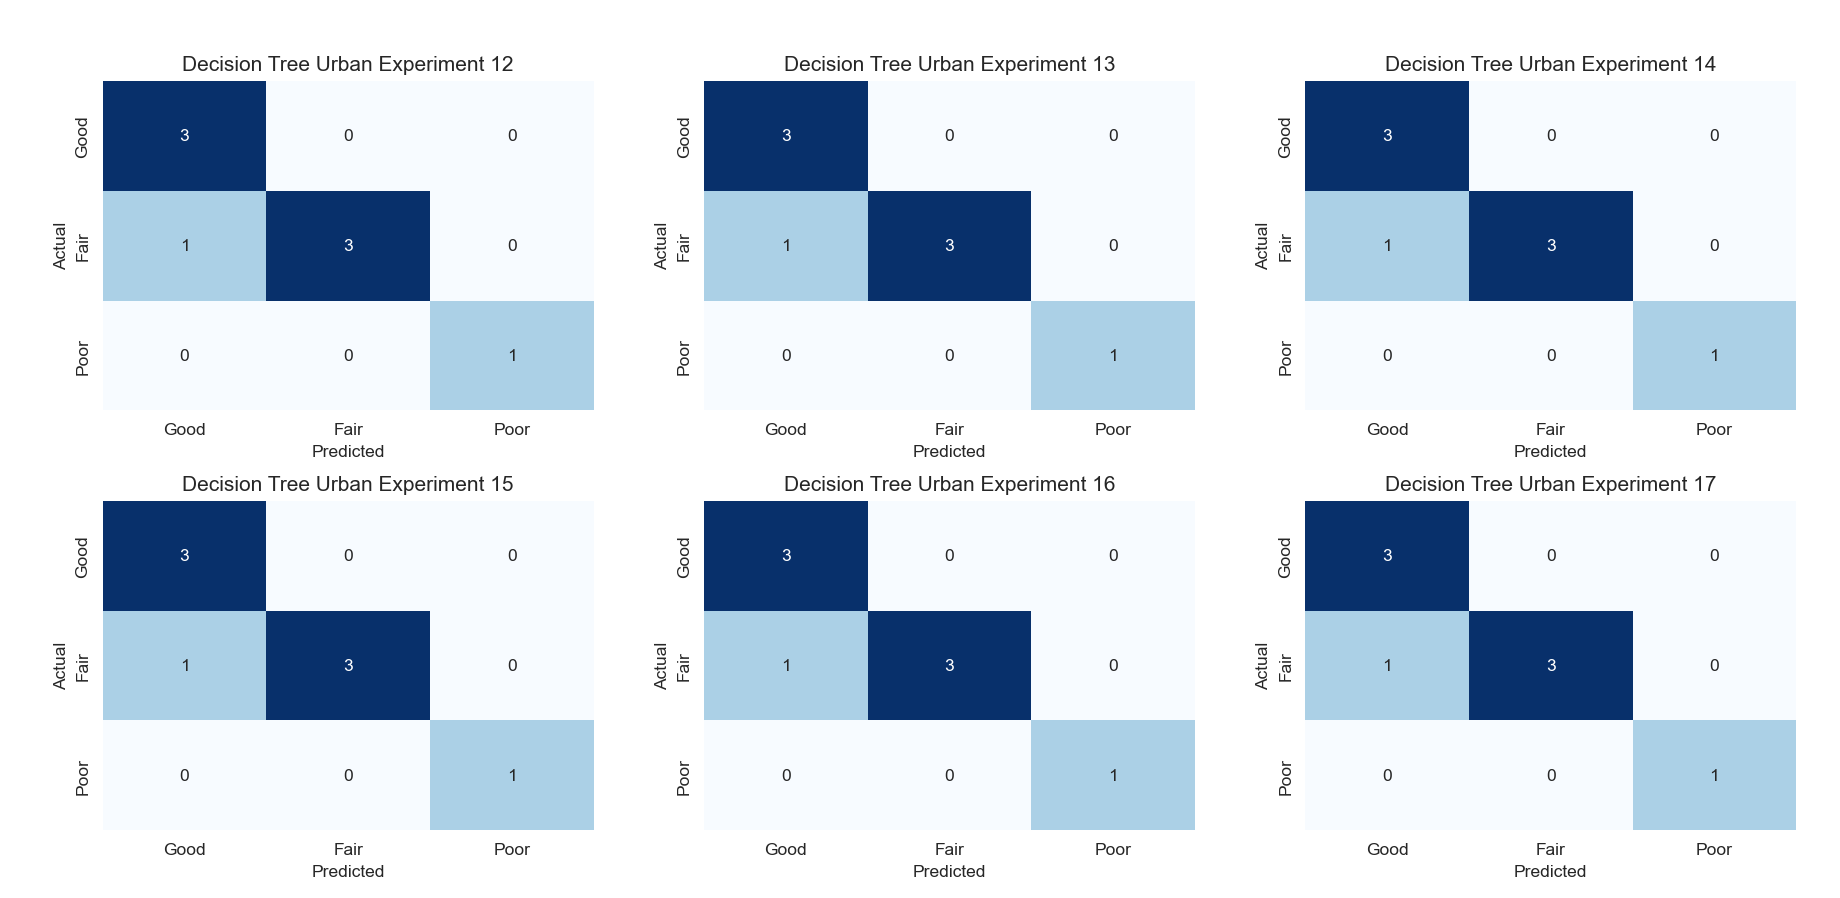 Decision Tree Urban Experiment 12
Good 3 0 0
Actual
Fair 1 3 0
Poor 0 0 1
Good Fair Poor
Predicted
Decision Tree Urban Experiment 13
Good 3 0 0
Actual
Fair 1 3 0
Poor 0 0 1
Good Fair Poor
Predicted
Decision Tree Urban Experiment 14
Good 3 0 0
Actual
Fair 1 3 0
Poor 0 0 1
Good Fair Poor
Predicted
Decision Tree Urban Experiment 15
Good 3 0 0
Actual
Fair 1 3 0
Poor 0 0 1
Good Fair Poor
Predicted
Decision Tree Urban Experiment 16
Good 3 0 0
Actual
Fair 1 3 0
Poor 0 0 1
Good Fair Poor
Predicted
Decision Tree Urban Experiment 17
Good 3 0 0
Actual
Fair 1 3 0
Poor 0 0 1
Good Fair Poor
Predicted